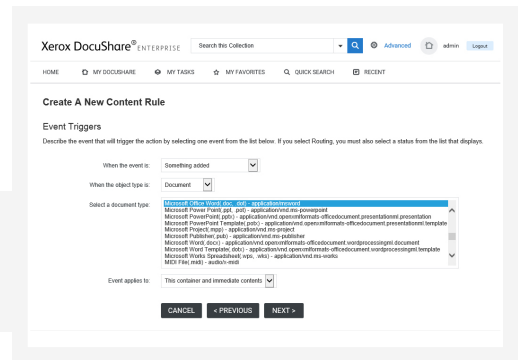 Xerox DocuShare® ENTERPRISE
Search this Collection
Advanced
admin
Logout
HOME
MY DOCUSHARE
MY TASKS
MY FAVORITES
QUICK SEARCH
RECENT
Create A New Content Rule
Event Triggers
Describe the event that will trigger the action by selecting one event from the list below. If you select Routing, you must also select a status from the list that displays.
When the event is: Something added
When the object type is: Document
Select a document type:
Microsoft Office Word(.doc, .dot) - application/msword
Microsoft Power Point(.ppt, .pot) - application/vnd.ms-powerpoint
Microsoft PowerPoint(.pptx) - application/vnd.openxmlformats-officedocument.presentationml.presentation
Microsoft PowerPoint Template(.potx) - application/vnd.openxmlformats-officedocument.presentationml.template
Microsoft Project(.mpp) - application/vnd.ms-project
Microsoft Publisher(.pub) - application/vnd.ms-publisher
Microsoft Word(.docx) - application/vnd.openxmlformats-officedocument.wordprocessingml.document
Microsoft Word Template(.dotx) - application/vnd.openxmlformats-officedocument.wordprocessingml.template
Microsoft Works Spreadsheet(.wps, .wks) - application/vnd.ms-works
MIDI File(.midi) - audio/x-midi
Event applies to: This container and immediate contents
CANCEL
< PREVIOUS
NEXT >